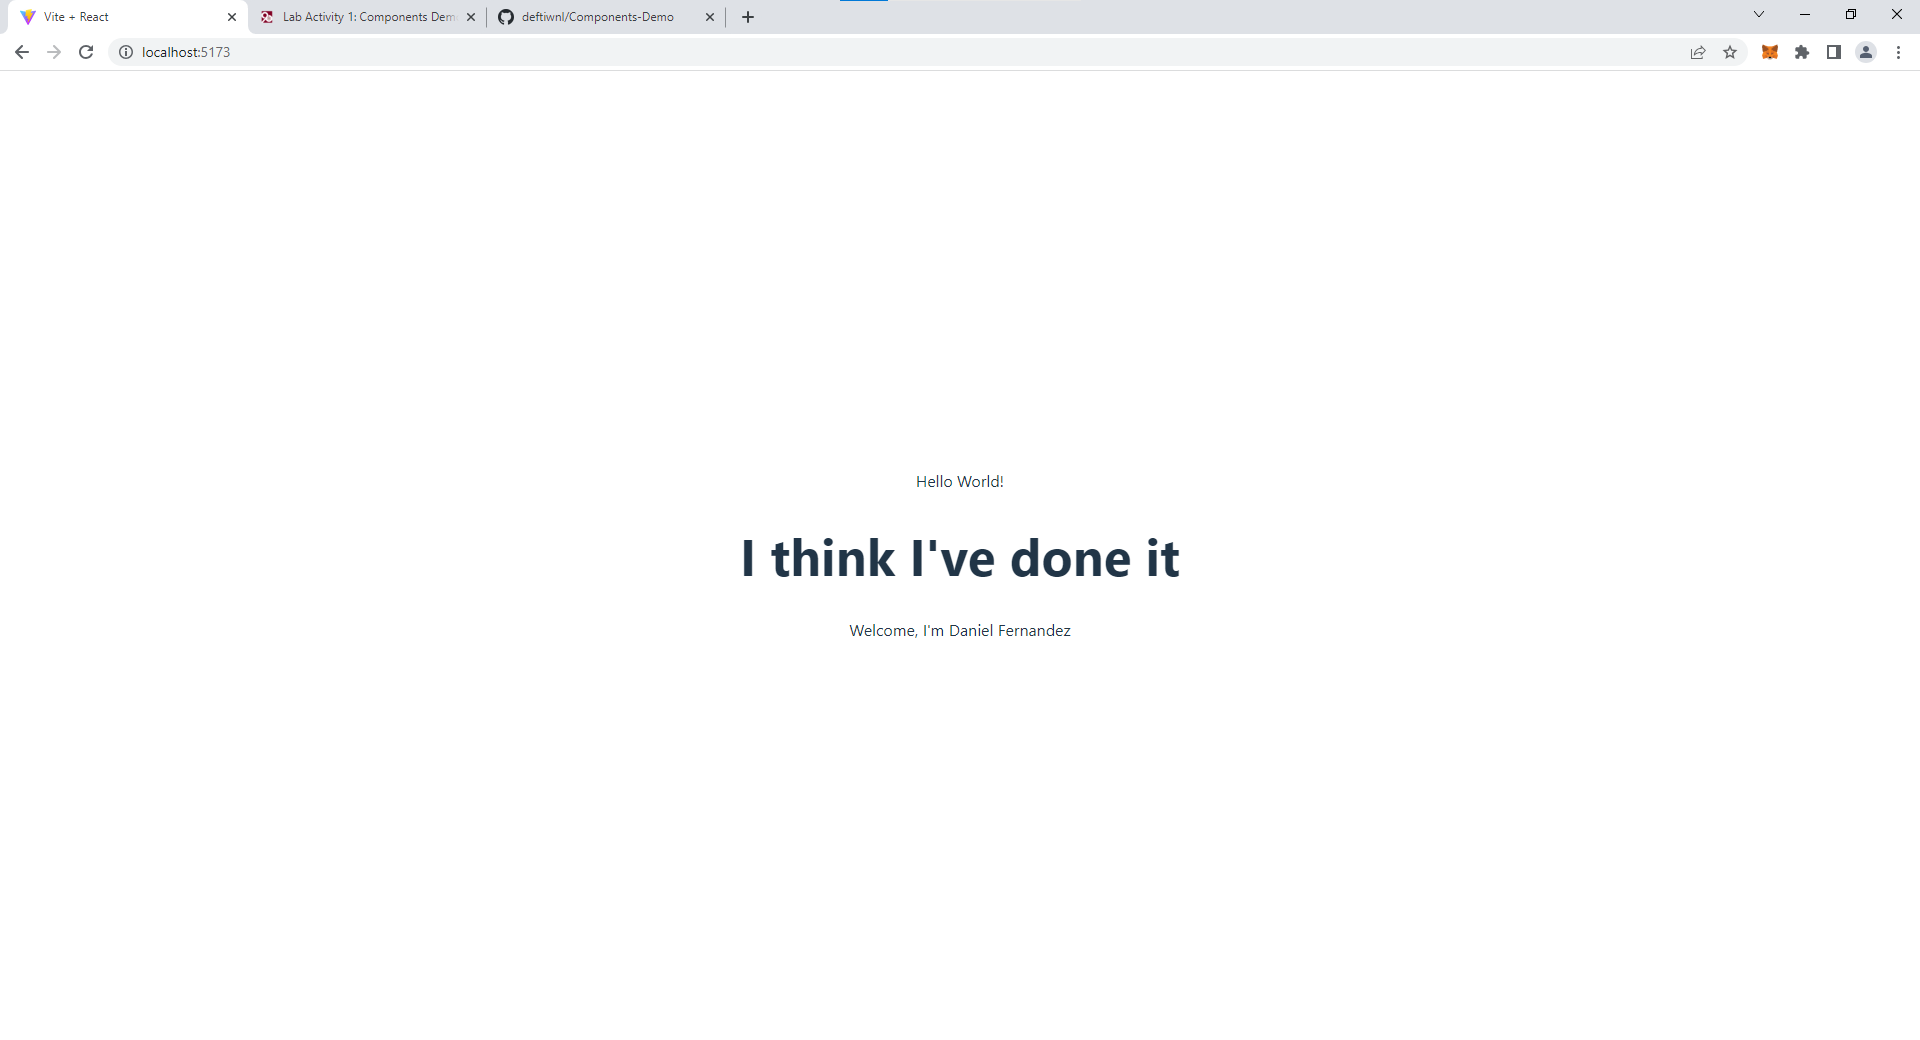 Vite + React
Lab Activity 1: Components Dem
deftiwnl/Components-Demo
localhost:5173
Hello World!
I think I've done it
Welcome, I'm Daniel Fernandez